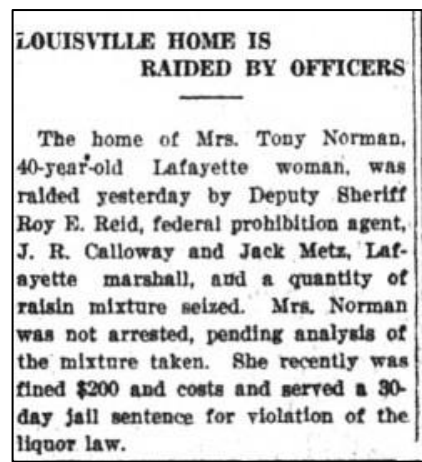 LOUISVILLE HOME IS
RAIDED BY OFFICERS
The home of Mrs. Tony Norman,
40-year-old Lafayette woman, was
raided yesterday by Deputy Sheriff
Roy E. Reid, federal prohibition agent,
J. R. Calloway and Jack Metz, Laf-
ayette marshall, and a quantity of
raisin mixture seized. Mrs. Norman
was not arrested, pending analysis of
the mixture taken. She recently was
fined $200 and costs and served a 30-
day jail sentence for violation of the
liquor law.